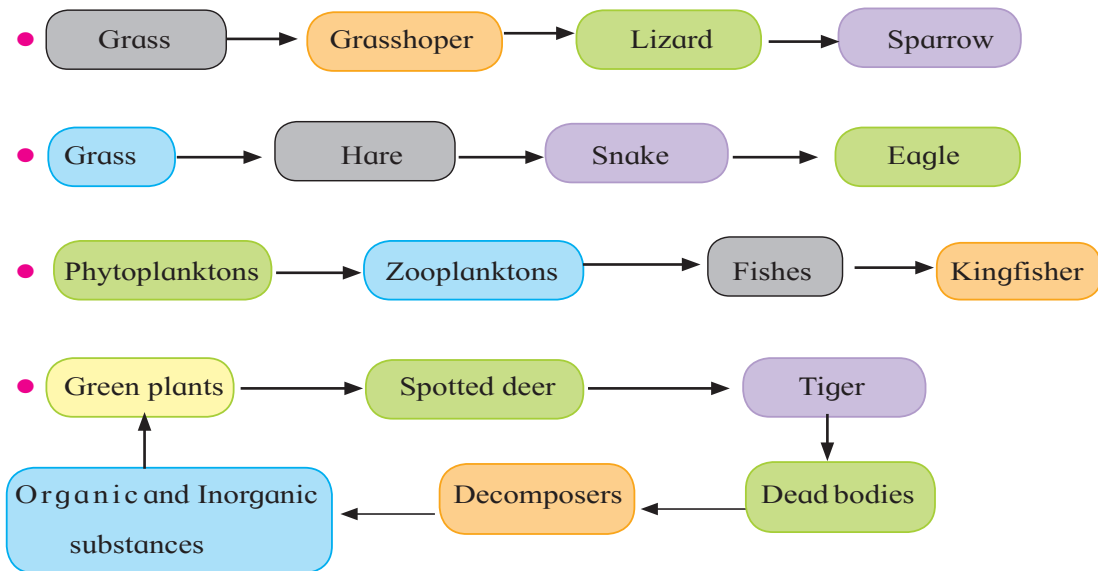 Grass Grasshoper Lizard Sparrow
Grass Hare Snake Eagle
Phytoplanktons Zooplanktons Fishes Kingfisher
Green plants Spotted deer Tiger
Organic and Inorganic Decomposers Dead bodies
substances